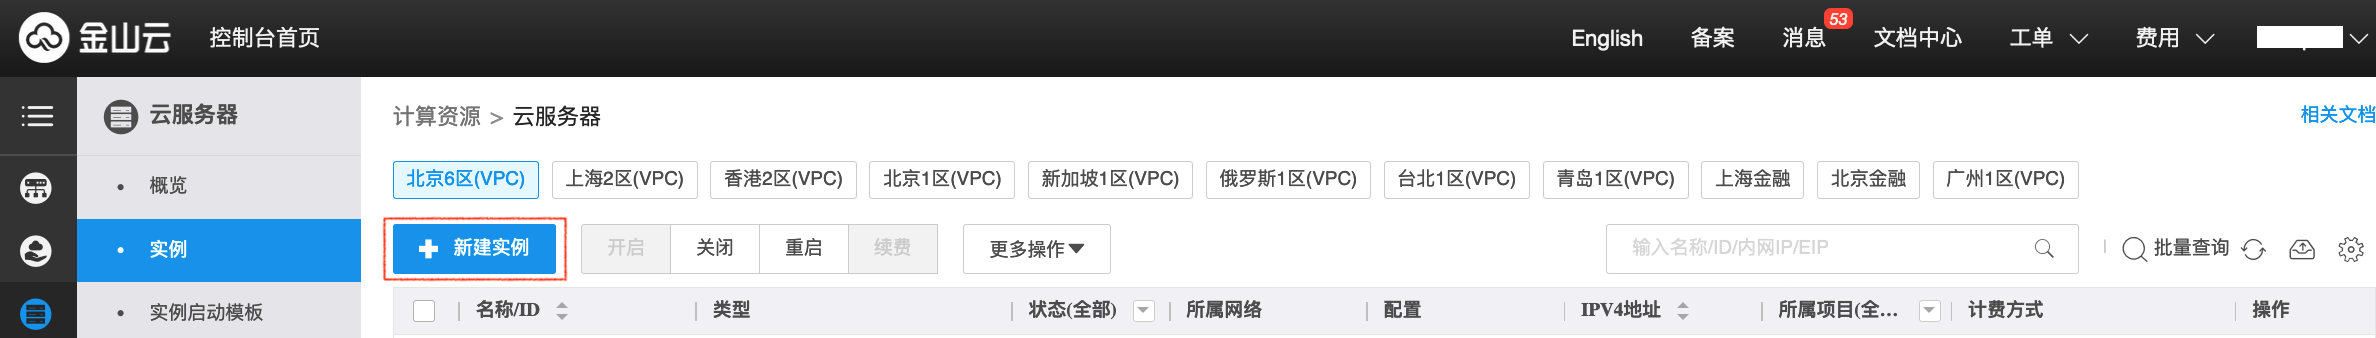 金山云 控制台首页 English 备案 消息 53 文档中心 工单 费用
云服务器
计算资源 > 云服务器 相关文档
北京6区(VPC) 上海2区(VPC) 香港2区(VPC) 北京1区(VPC) 新加坡1区(VPC) 俄罗斯1区(VPC) 台北1区(VPC) 青岛1区(VPC) 上海金融 北京金融 广州1区(VPC)
概览
实例
新建实例 开启 关闭 重启 续费 更多操作 输入名称/ID/内网IP/EIP 批量查询
实例启动模板
名称/ID 类型 状态(全部) 所属网络 配置 IPV4地址 所属项目(全... 计费方式 操作